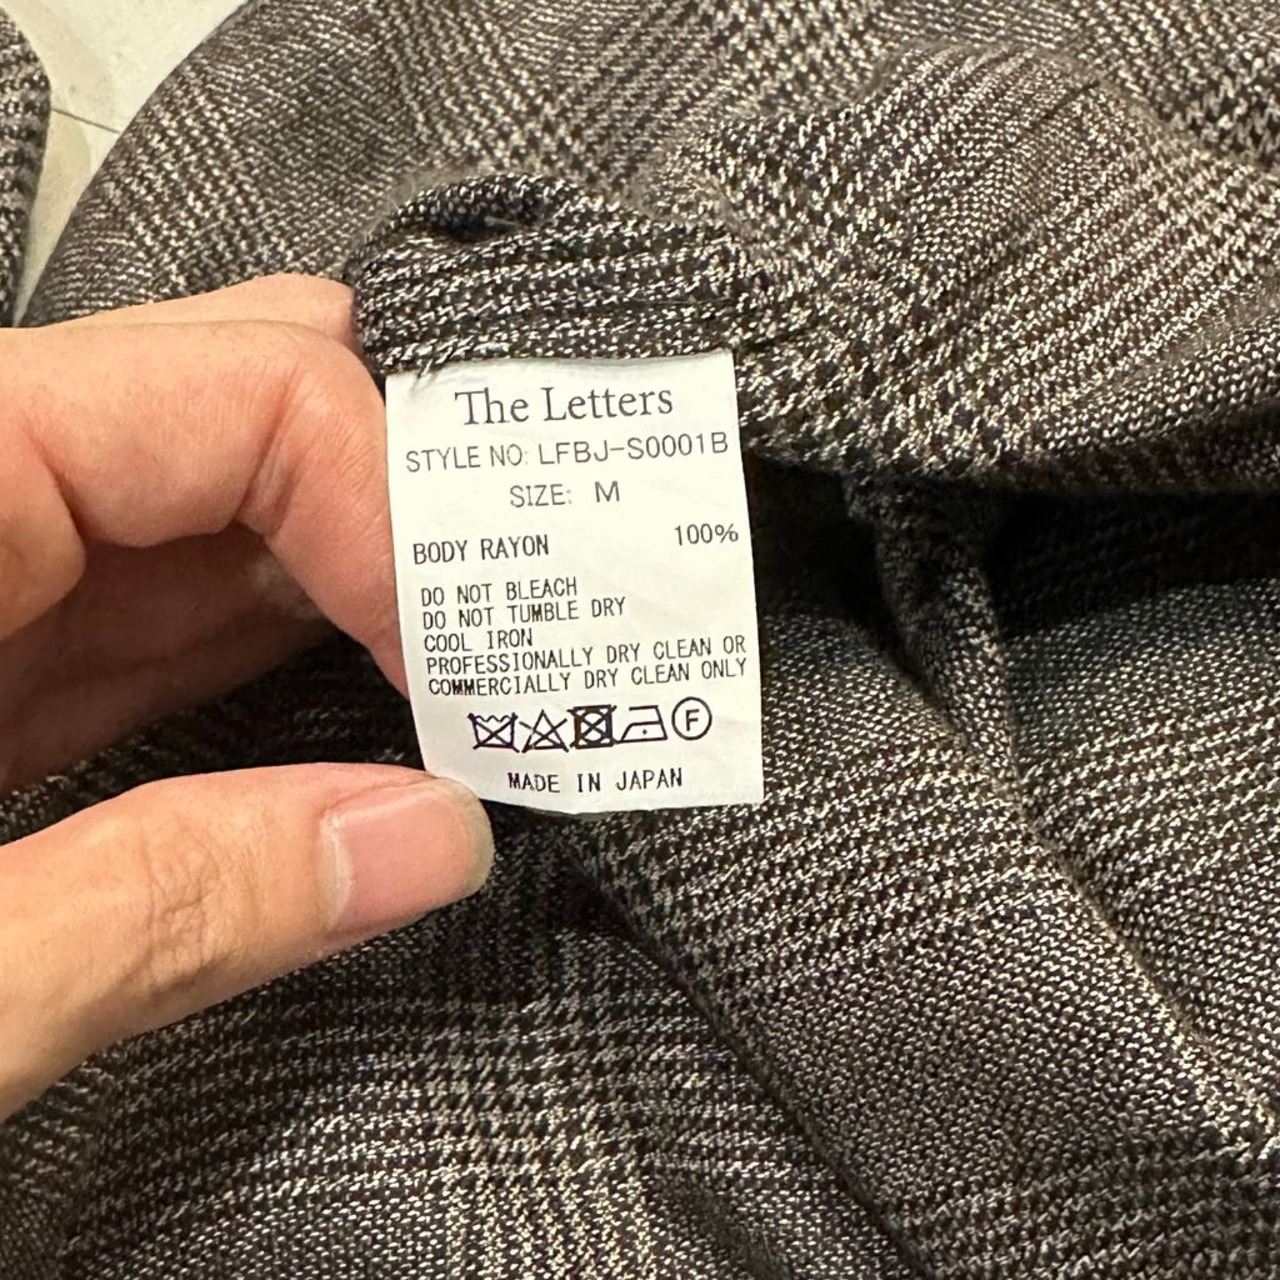 The Letters
STYLE NO: LFBJ-S0001B
SIZE: M
BODY RAYON 100%
DO NOT BLEACH
DO NOT TUMBLE DRY
COOL IRON
PROFESSIONALLY DRY CLEAN OR
COMMERCIALLY DRY CLEAN ONLY
F
MADE IN JAPAN